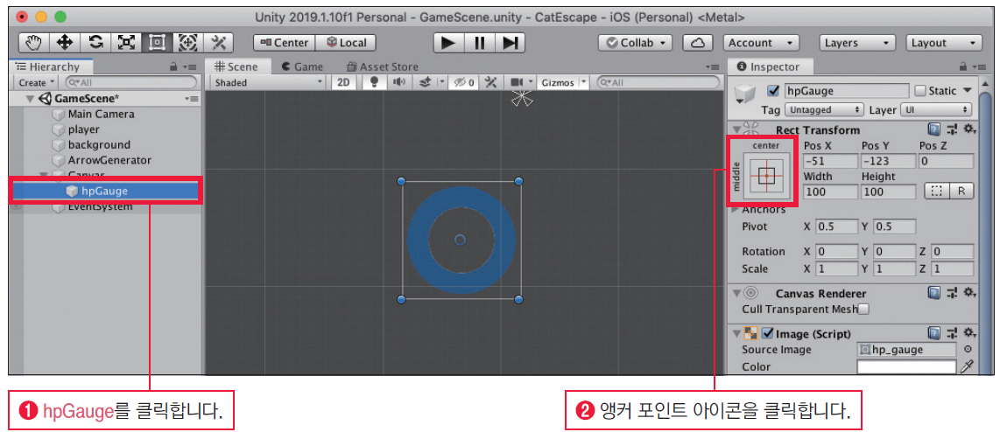 Unity 2019.1.10f1 Personal - GameScene.unity - CatEscape - iOS (Personal) <Metal>
Center Local Collab Account Layers Layout
Hierarchy
Create All
GameScene*
Main Camera
player
background
ArrowGenerator
Canvas
hpGauge
EventSystem
Scene Game Asset Store
Shaded 2D 0 Gizmos All
Inspector
hpGauge Static
Tag Untagged Layer UI
Rect Transform
center
middle
Pos X Pos Y Pos Z
-51 -123 0
Width Height
100 100 R
Anchors
Pivot X 0.5 Y 0.5
Rotation X 0 Y 0 Z 0
Scale X 1 Y 1 Z 1
Canvas Renderer
Cull Transparent Mesh
Image (Script)
Source Image hp_gauge
Color
❶ hpGauge를 클릭합니다.
❷ 앵커 포인트 아이콘을 클릭합니다.